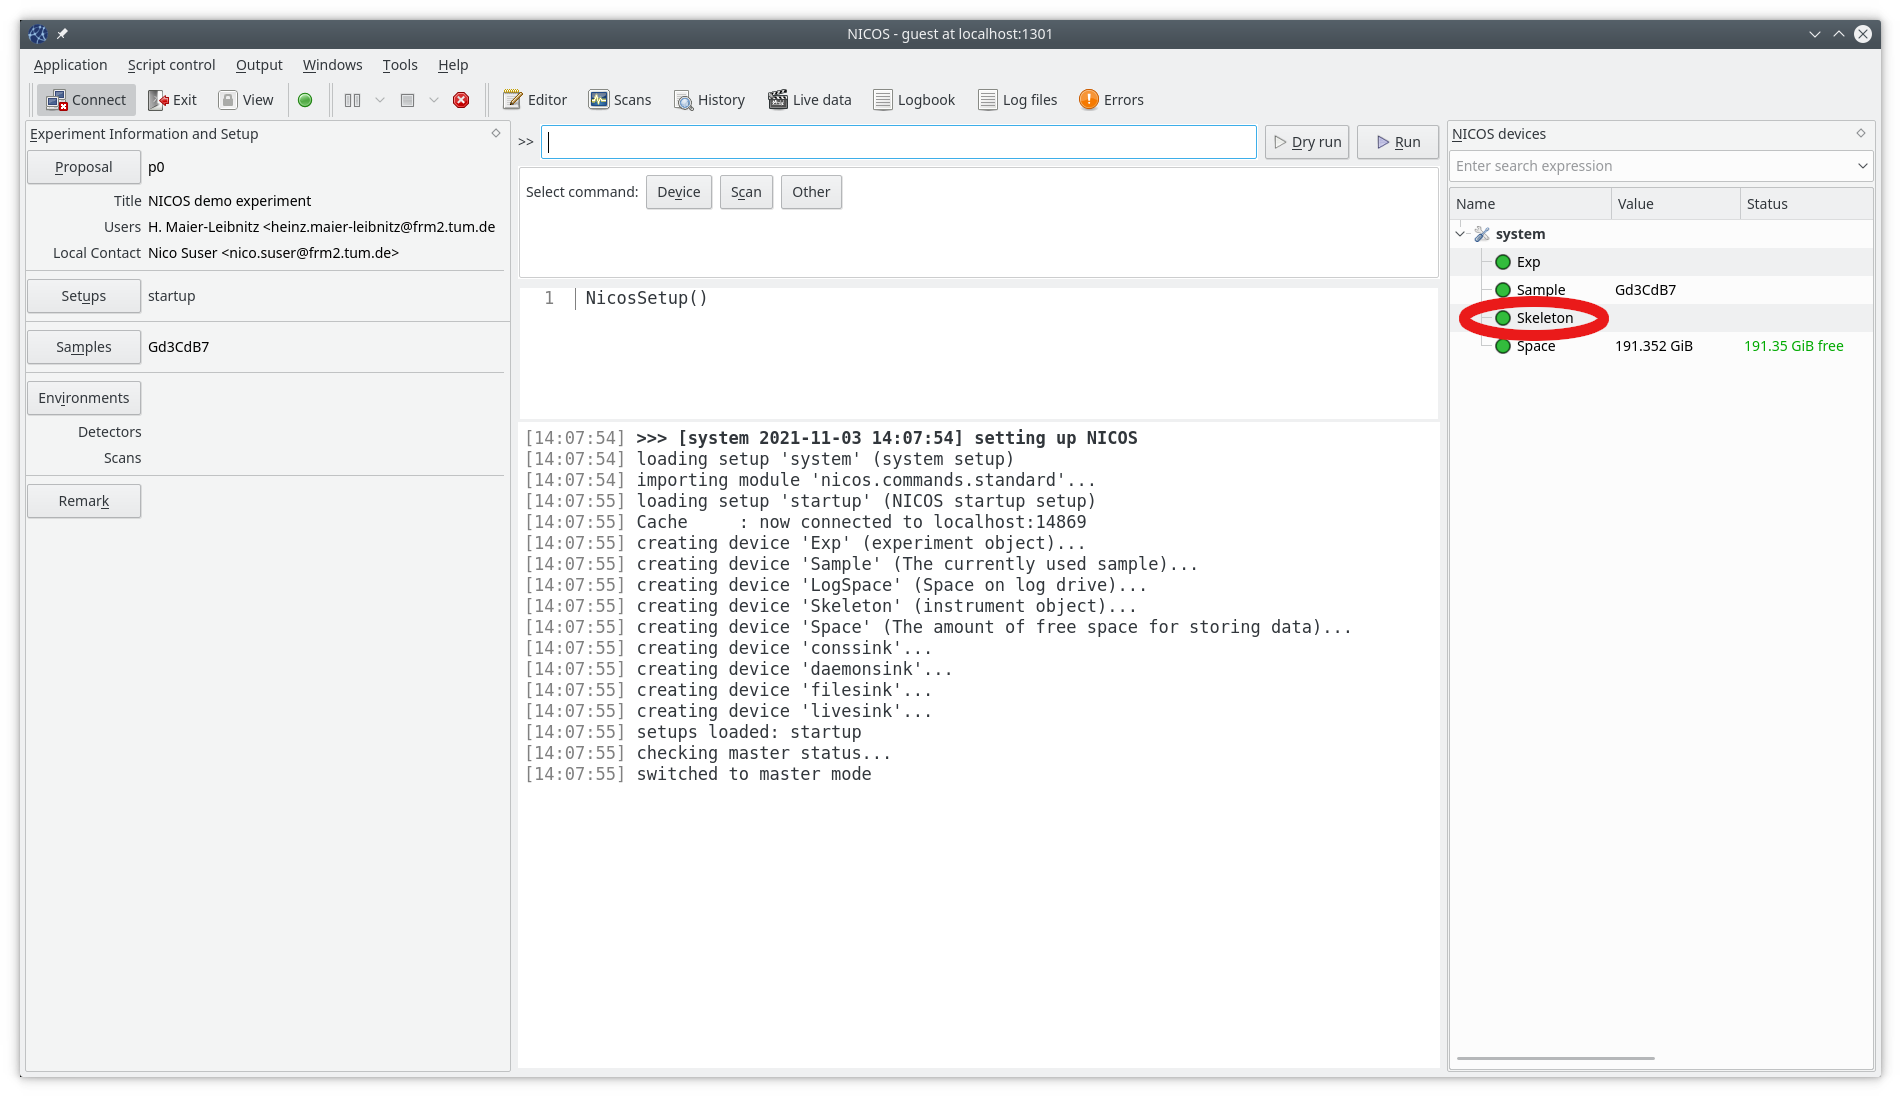 NICOS - guest at localhost:1301
Application Script control Output Windows Tools Help
Connect Exit View Editor Scans History Live data Logbook Log files Errors
Experiment Information and Setup
Proposal p0
Title NICOS demo experiment
Users H. Maier-Leibnitz <heinz.maier-leibnitz@frm2.tum.de
Local Contact Nico Suser <nico.suser@frm2.tum.de>
Setups startup
Samples Gd3CdB7
Environments
Detectors
Scans
Remark
>> Dry run Run
Select command: Device Scan Other
1 NicosSetup()
[14:07:54] >>> [system 2021-11-03 14:07:54] setting up NICOS
[14:07:54] loading setup 'system' (system setup)
[14:07:54] importing module 'nicos.commands.standard'...
[14:07:55] loading setup 'startup' (NICOS startup setup)
[14:07:55] Cache     : now connected to localhost:14869
[14:07:55] creating device 'Exp' (experiment object)...
[14:07:55] creating device 'Sample' (The currently used sample)...
[14:07:55] creating device 'LogSpace' (Space on log drive)...
[14:07:55] creating device 'Skeleton' (instrument object)...
[14:07:55] creating device 'Space' (The amount of free space for storing data)...
[14:07:55] creating device 'conssink'...
[14:07:55] creating device 'daemonsink'...
[14:07:55] creating device 'filesink'...
[14:07:55] creating device 'livesink'...
[14:07:55] setups loaded: startup
[14:07:55] checking master status...
[14:07:55] switched to master mode
NICOS devices
Enter search expression
Name Value Status
system
Exp
Sample Gd3CdB7
Skeleton
Space 191.352 GiB 191.35 GiB free